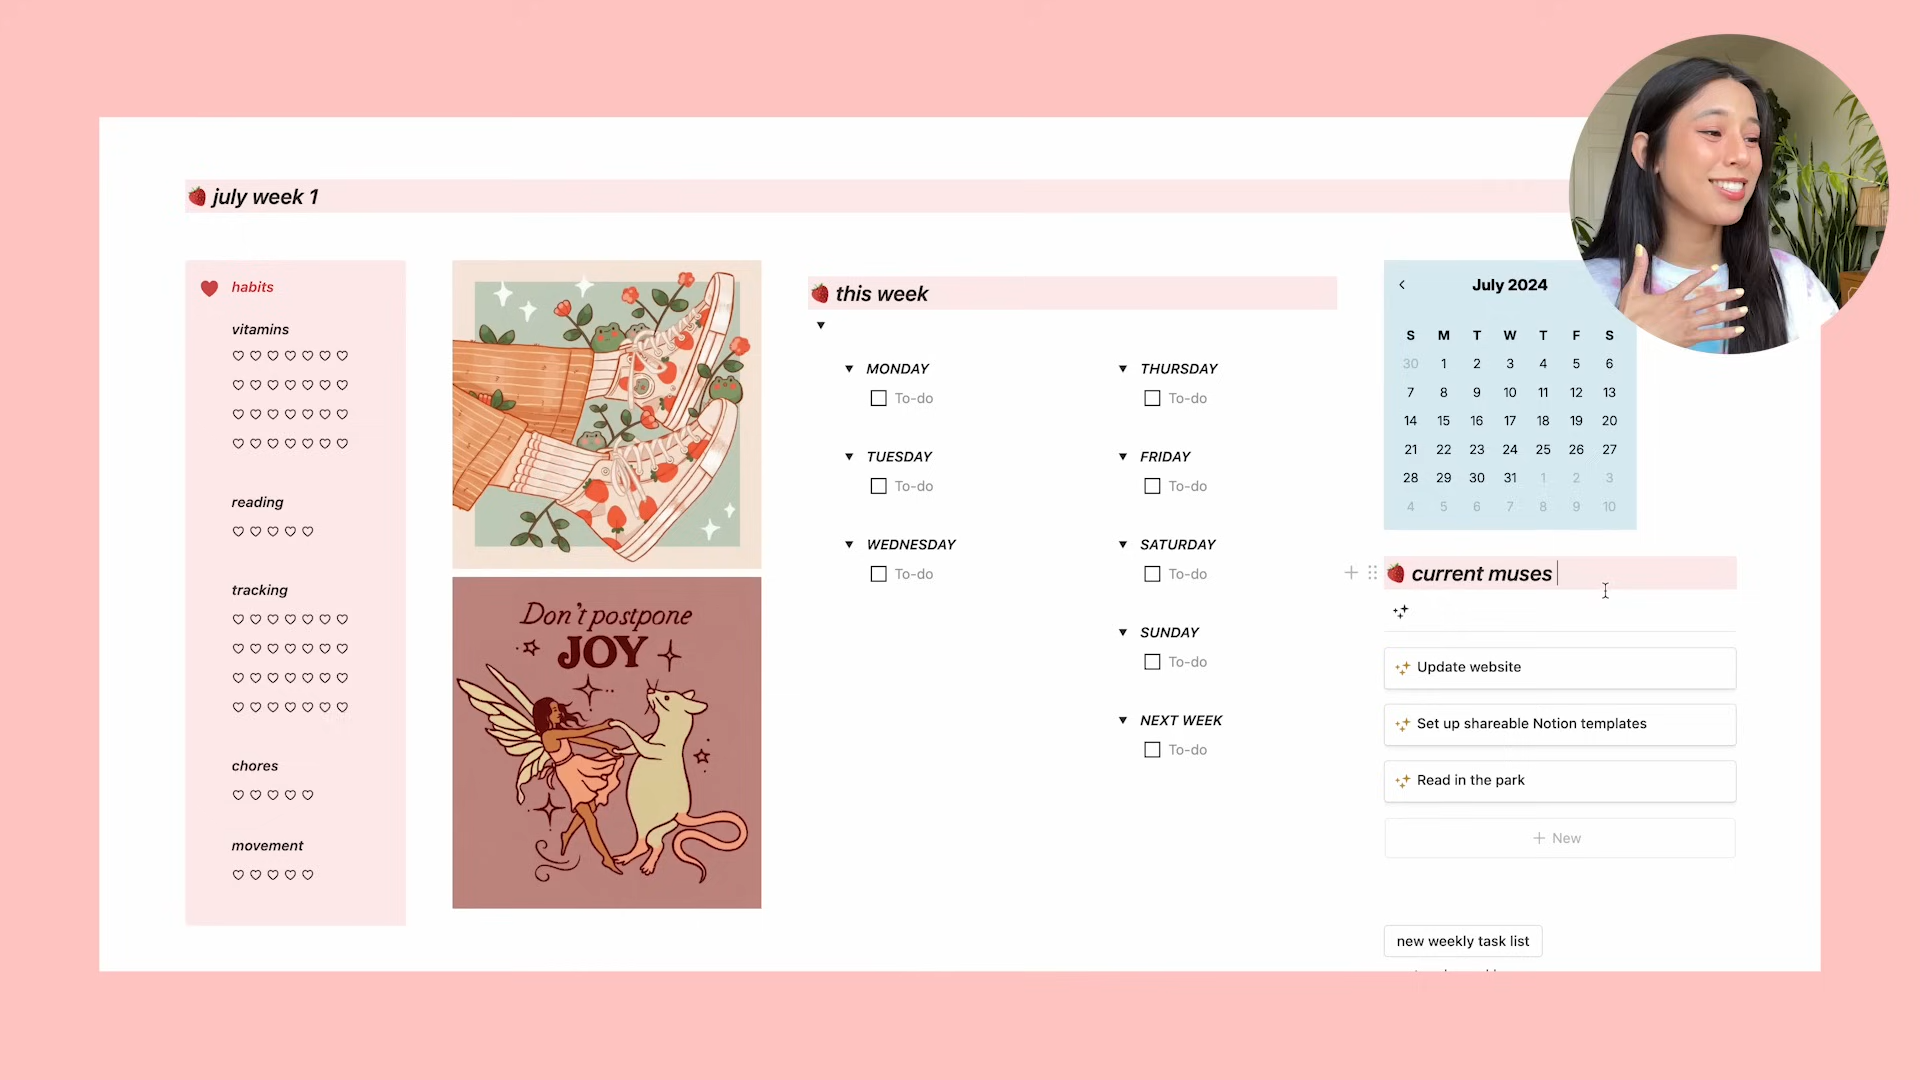 july week 1
habits
vitamins
reading
tracking
chores
movement
Don't postpone
JOY
this week
MONDAY
To-do
TUESDAY
To-do
WEDNESDAY
To-do
THURSDAY
To-do
FRIDAY
To-do
SATURDAY
To-do
SUNDAY
To-do
NEXT WEEK
To-do
July 2024
S M T W T F S
30 1 2 3 4 5 6
7 8 9 10 11 12 13
14 15 16 17 18 19 20
21 22 23 24 25 26 27
28 29 30 31 1 2 3
4 5 6 7 8 9 10
current muses
Update website
Set up shareable Notion templates
Read in the park
+ New
new weekly task list